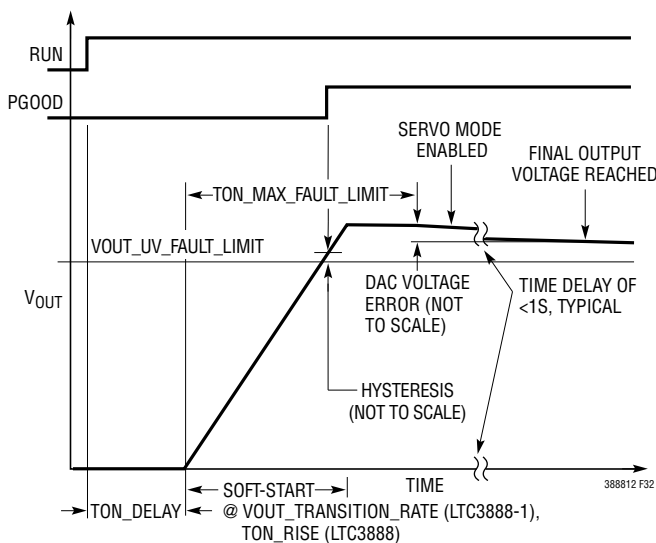 RUN
PGOOD
SERVO MODE
ENABLED
FINAL OUTPUT
VOLTAGE REACHED
TON_MAX_FAULT_LIMIT
VOUT_UV_FAULT_LIMIT
VOUT
DAC VOLTAGE
ERROR (NOT
TO SCALE)
TIME DELAY OF
<1S, TYPICAL
HYSTERESIS
(NOT TO SCALE)
SOFT-START
TIME
388812 F32
TON_DELAY
@ VOUT_TRANSITION_RATE (LTC3888-1),
TON_RISE (LTC3888)